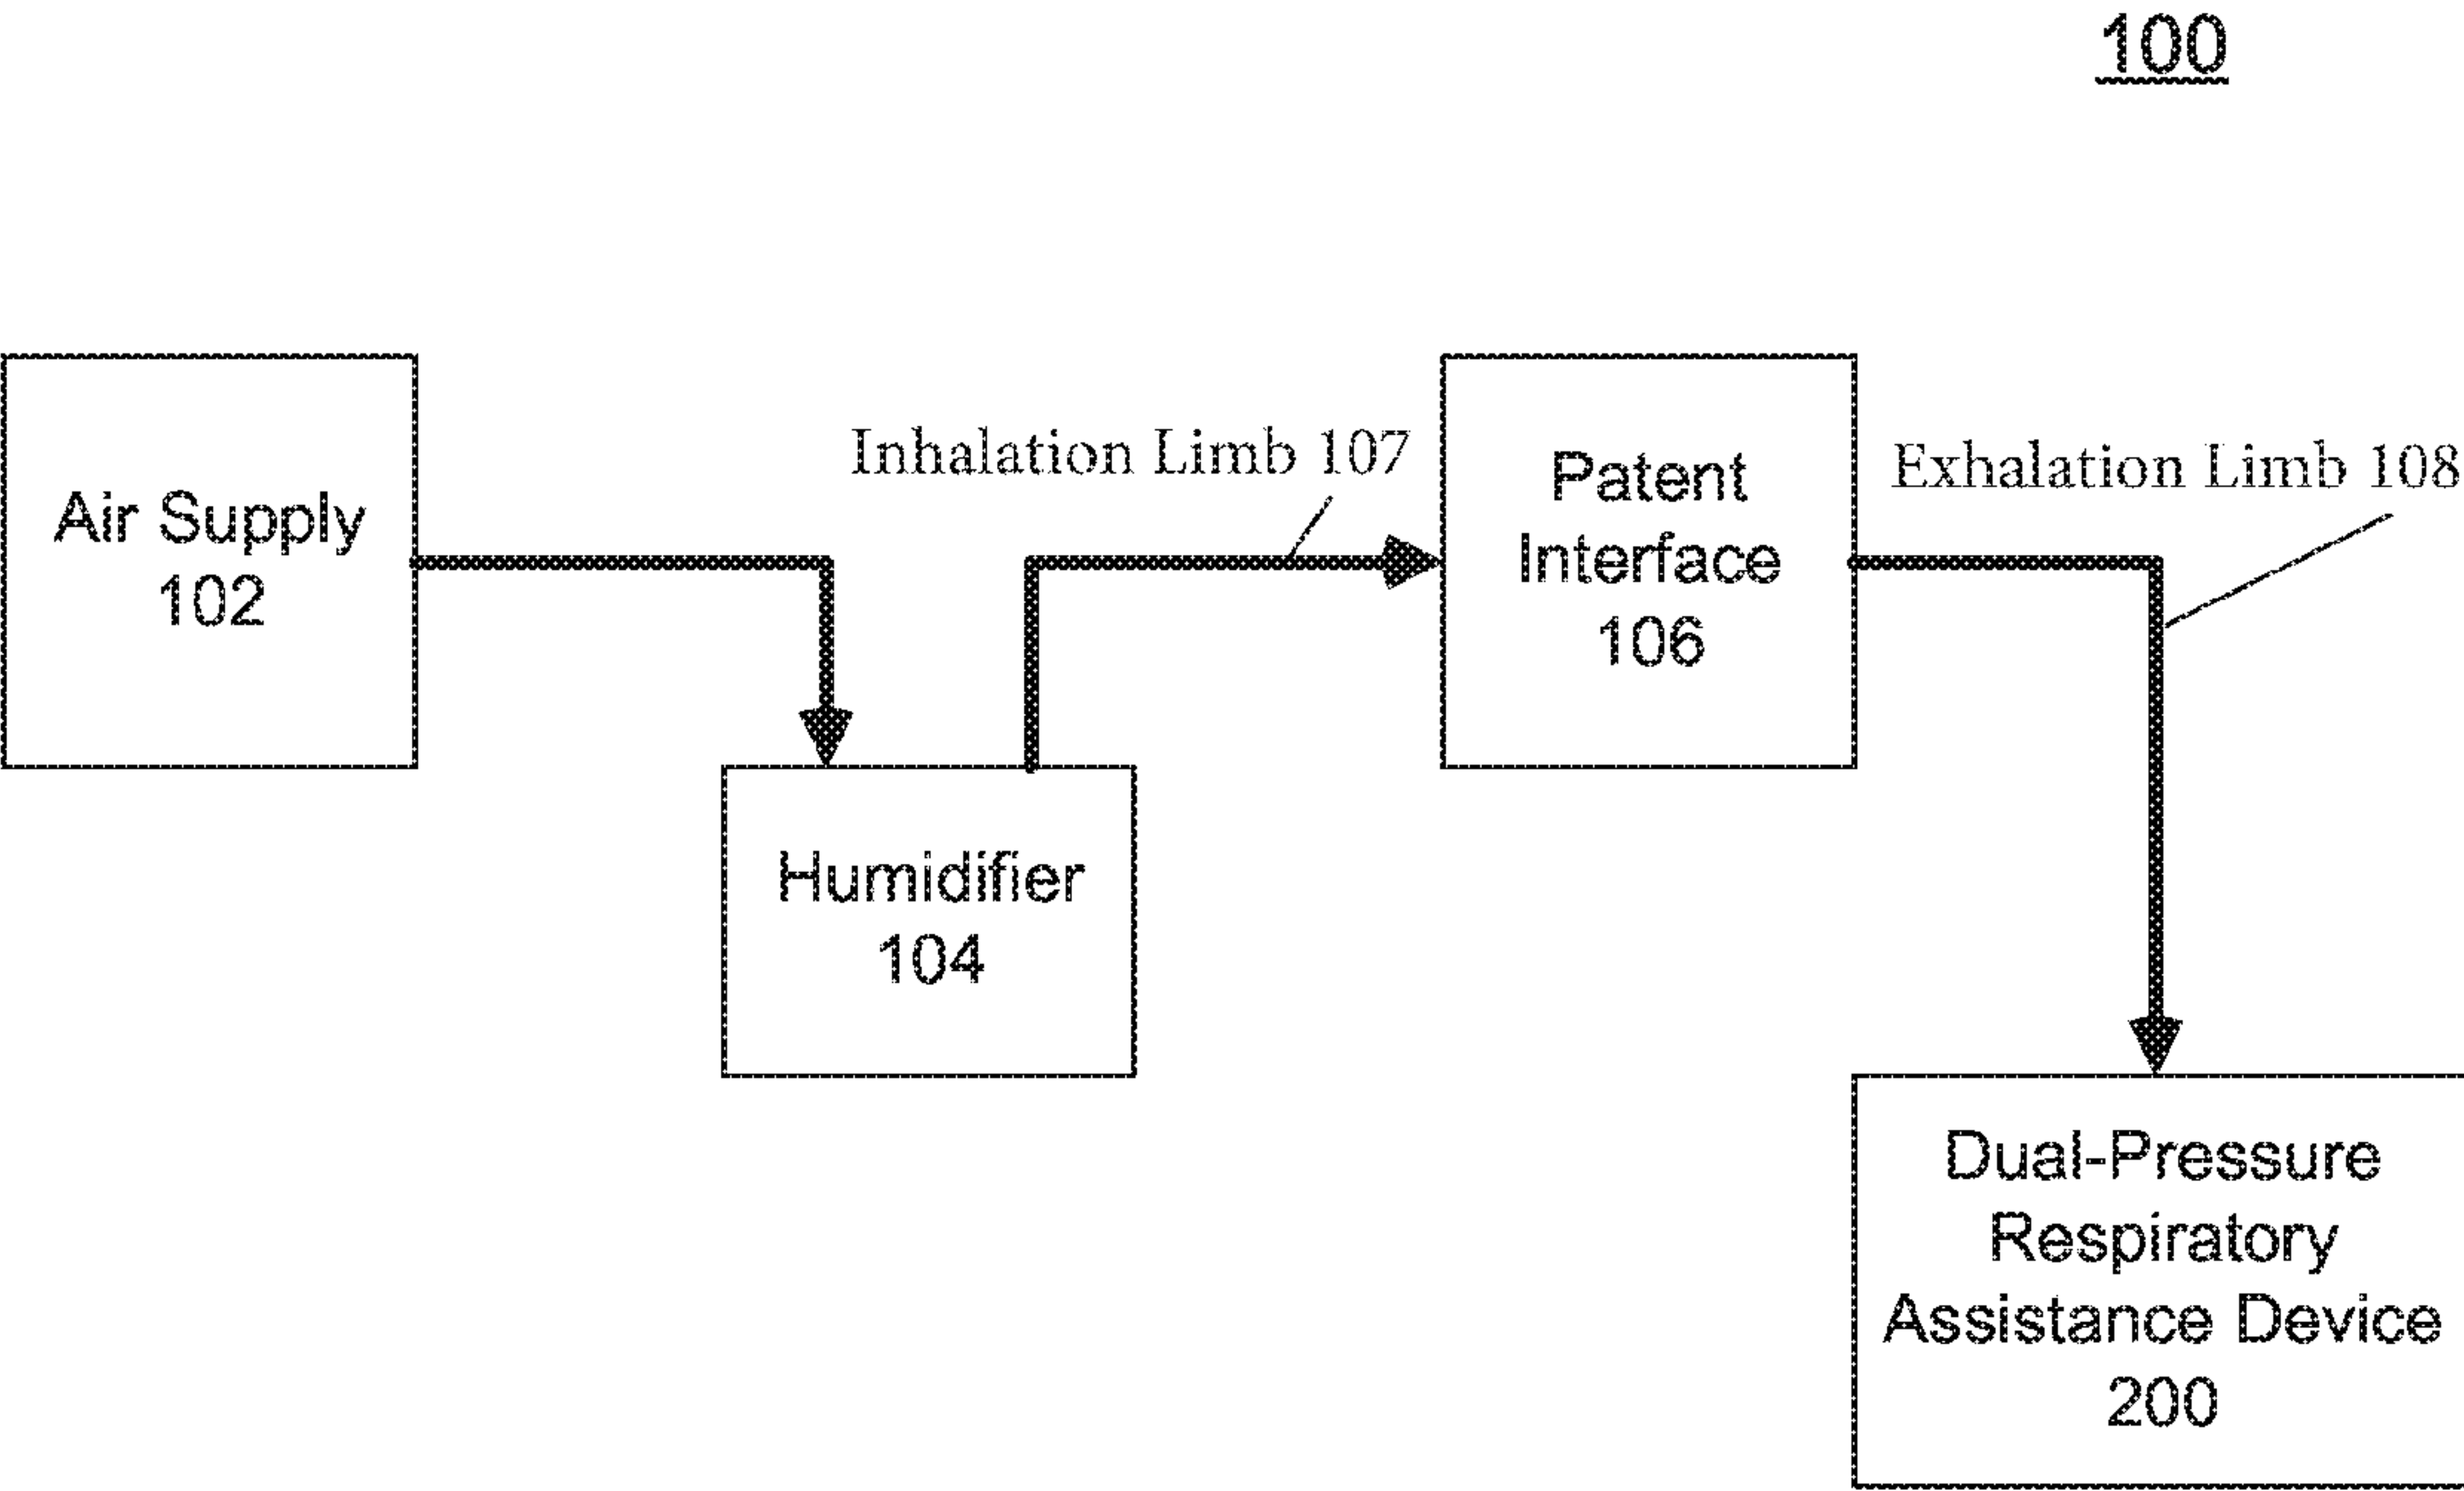 100
Air Supply
102
Inhalation Limb 107
Patent
Interface
106
Exhalation Limb 108
Humidifier
104
Dual-Pressure
Respiratory
Assistance Device
200